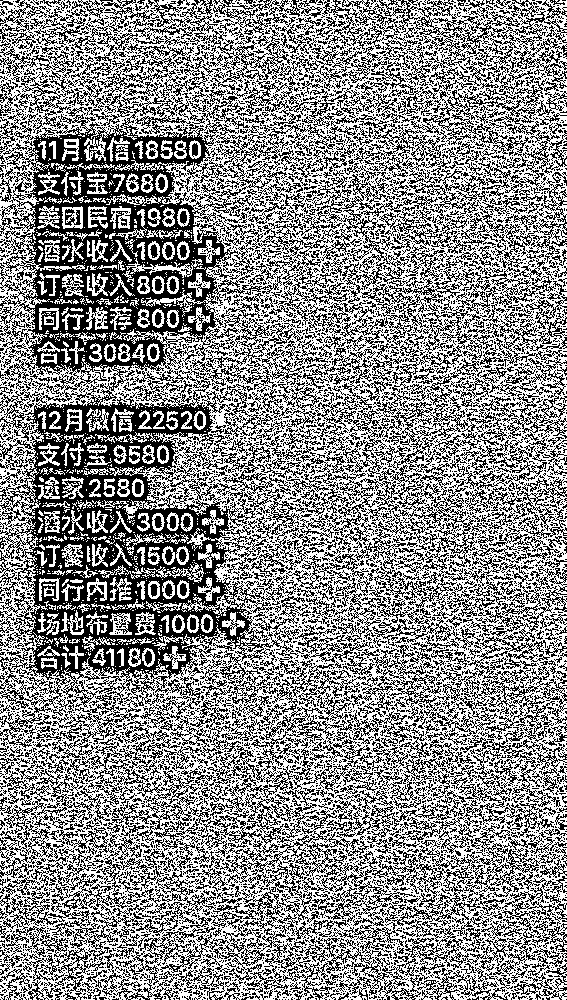 11月微信18580
支付宝7680
美团民宿1980
酒水收入1000➕
订餐收入800➕
同行推荐800➕
合计30840
12月微信22520
支付宝9580
途家2580
酒水收入3000➕
订餐收入1500➕
同行内推1000➕
场地布置费1000➕
合计 41180➕